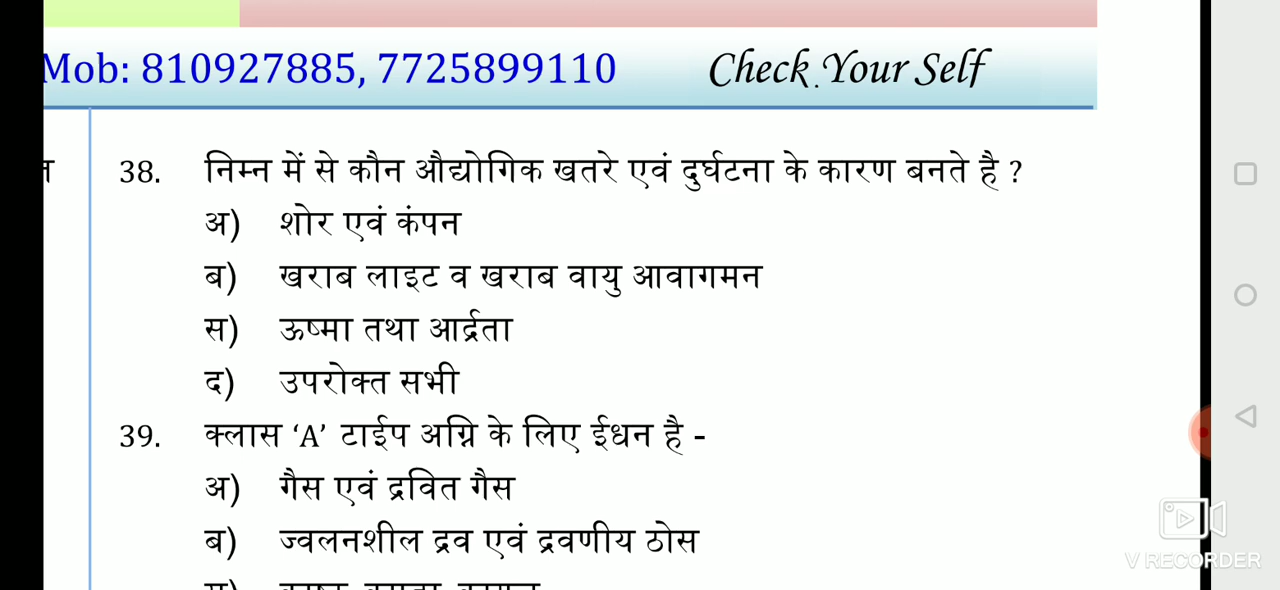 Mob: 810927885, 7725899110 Check Your Self
38. निम्न में से कौन औद्योगिक खतरे एवं दुर्घटना के कारण बनते है ?
अ) शोर एवं कंपन
ब) खराब लाइट व खराब वायु आवागमन
स) ऊष्मा तथा आर्द्रता
द) उपरोक्त सभी
39. क्लास ‘A’ टाईप अग्नि के लिए ईधन है -
अ) गैस एवं द्रवित गैस
ब) ज्वलनशील द्रव एवं द्रवणीय ठोस
V RECORDER